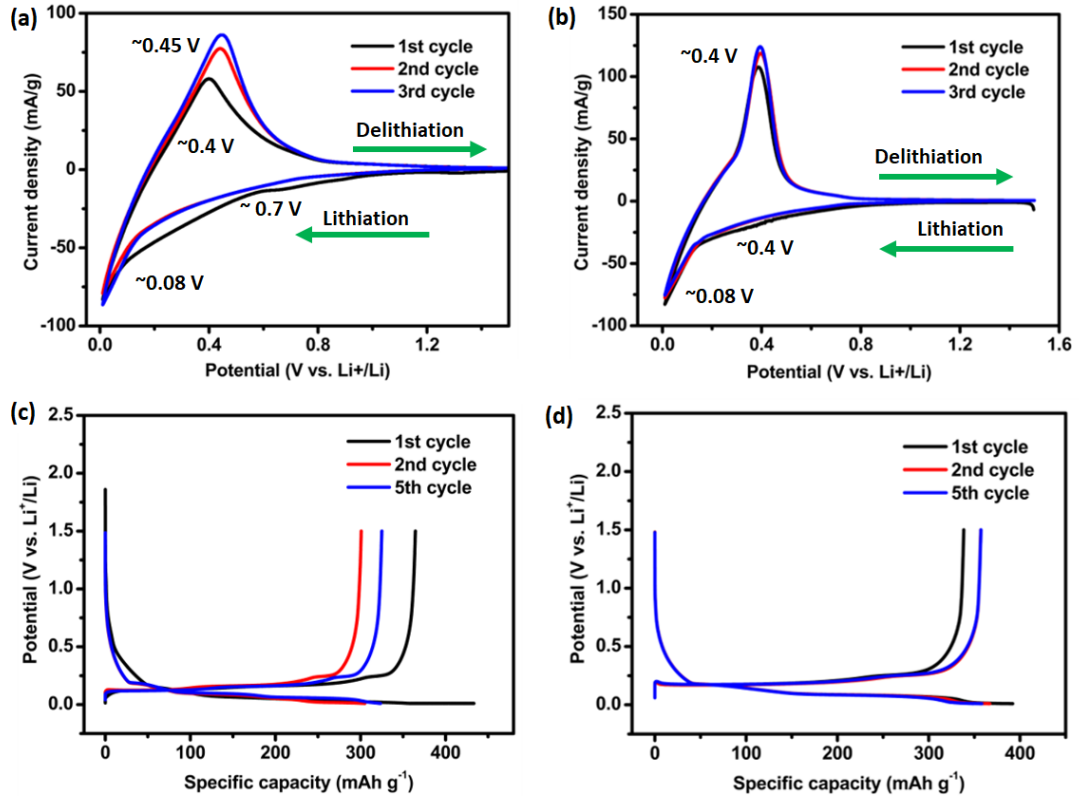 (a)
100
50
0
-50
-100
Current density (mA/g)
~0.45 V
~0.4 V
~ 0.7 V
~0.08 V
1st cycle
2nd cycle
3rd cycle
Delithiation
Lithiation
0.0 0.4 0.8 1.2
Potential (V vs. Li+/Li)
(b)
150
100
50
0
-50
-100
Current density (mA/g)
~0.4 V
~0.4 V
~0.08 V
1st cycle
2nd cycle
3rd cycle
Delithiation
Lithiation
0.0 0.4 0.8 1.2 1.6
Potential (V vs. Li+/Li)
(c)
2.5
2.0
1.5
1.0
0.5
0.0
Potential (V vs. Li⁺/Li)
1st cycle
2nd cycle
5th cycle
0 100 200 300 400
Specific capacity (mAh g⁻¹)
(d)
2.5
2.0
1.5
1.0
0.5
0.0
Potential (V vs. Li⁺/Li)
1st cycle
2nd cycle
5th cycle
0 100 200 300 400
Specific capacity (mAh g⁻¹)